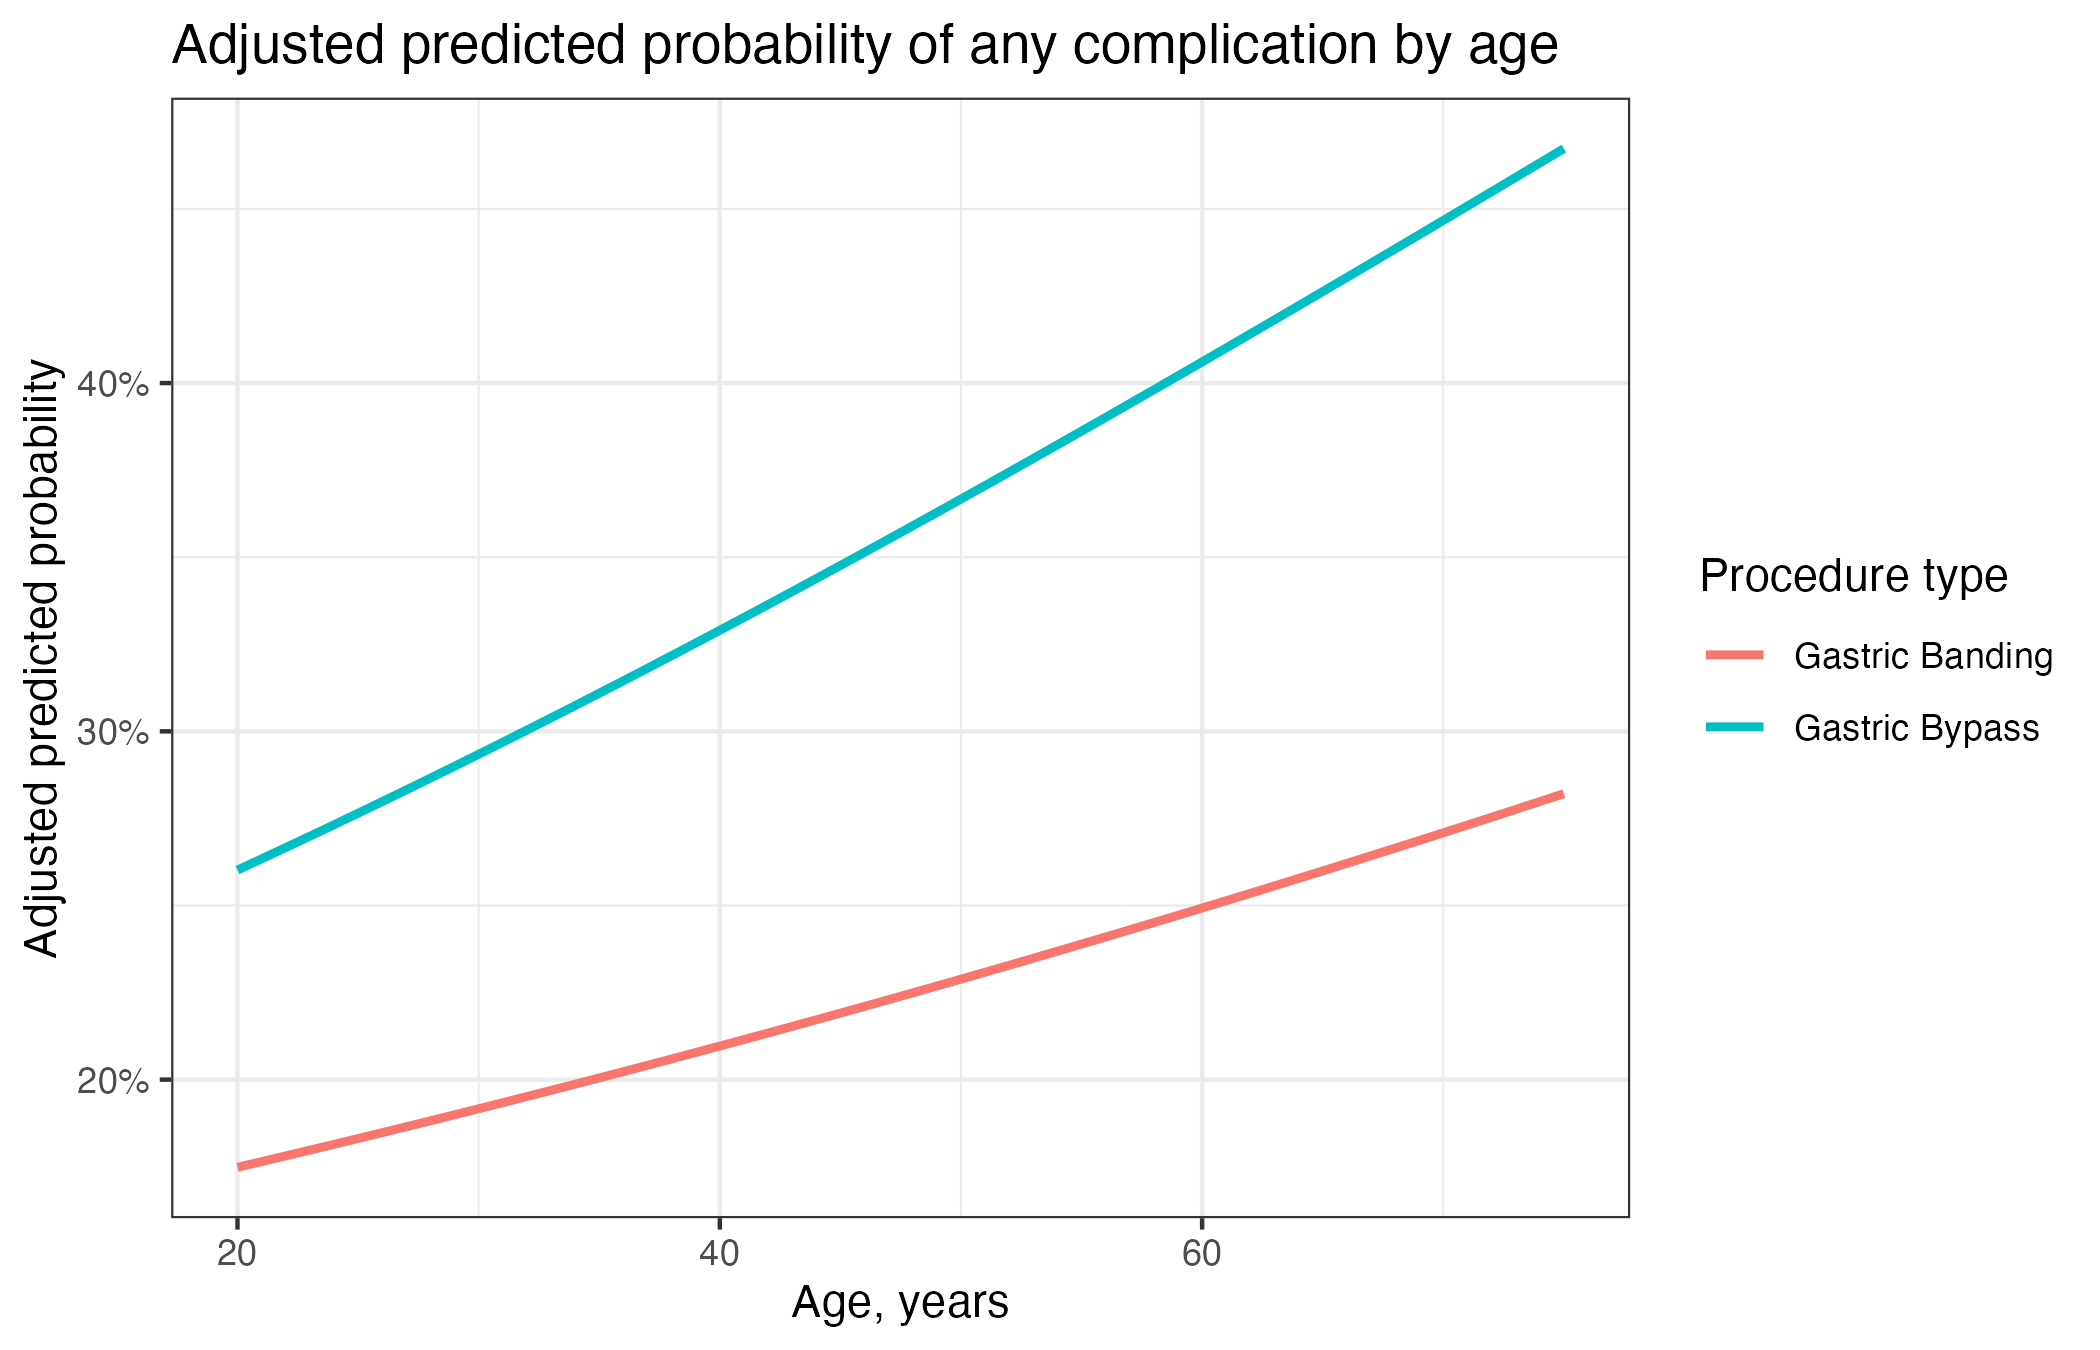 Adjusted predicted probability of any complication by age
Adjusted predicted probability
40%
30%
20%
20
40
60
Age, years
Procedure type
Gastric Banding
Gastric Bypass